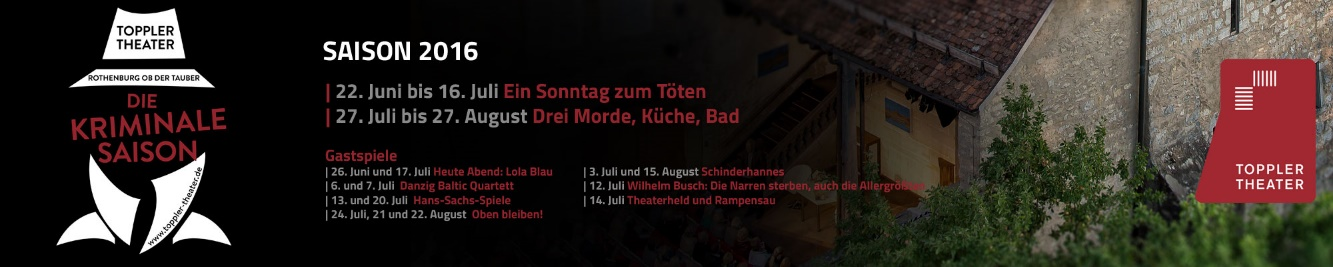 TOPPLER
THEATER
ROTHENBURG OB DER TAUBER
DIE
KRIMINALE
SAISON
www.toppler-theater.de
SAISON 2016
| 22. Juni bis 16. Juli Ein Sonntag zum Töten
| 27. Juli bis 27. August Drei Morde, Küche, Bad
Gastspiele
| 26. Juni und 17. Juli Heute Abend: Lola Blau
| 6. und 7. Juli Danzig Baltic Quartett
| 13. und 20. Juli Hans-Sachs-Spiele
| 24. Juli, 21 und 22. August Oben bleiben!
| 3. Juli und 15. August Schinderhannes
| 12. Juli Wilhelm Busch: Die Narren sterben, auch die Allergrößten
| 14. Juli Theaterheld und Rampensau
TOPPLER
THEATER